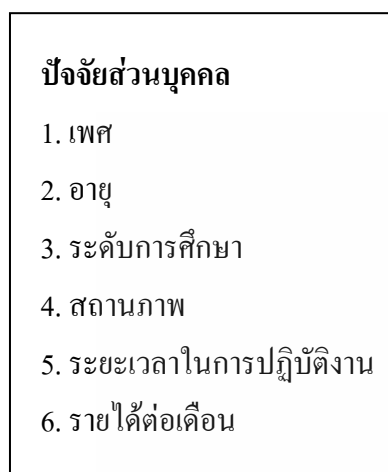 ปัจจัยส่วนบุคคล
1. เพศ
2. อายุ
3. ระดับการศึกษา
4. สถานภาพ
5. ระยะเวลาในการปฏิบัติงาน
6. รายได้ต่อเดือน